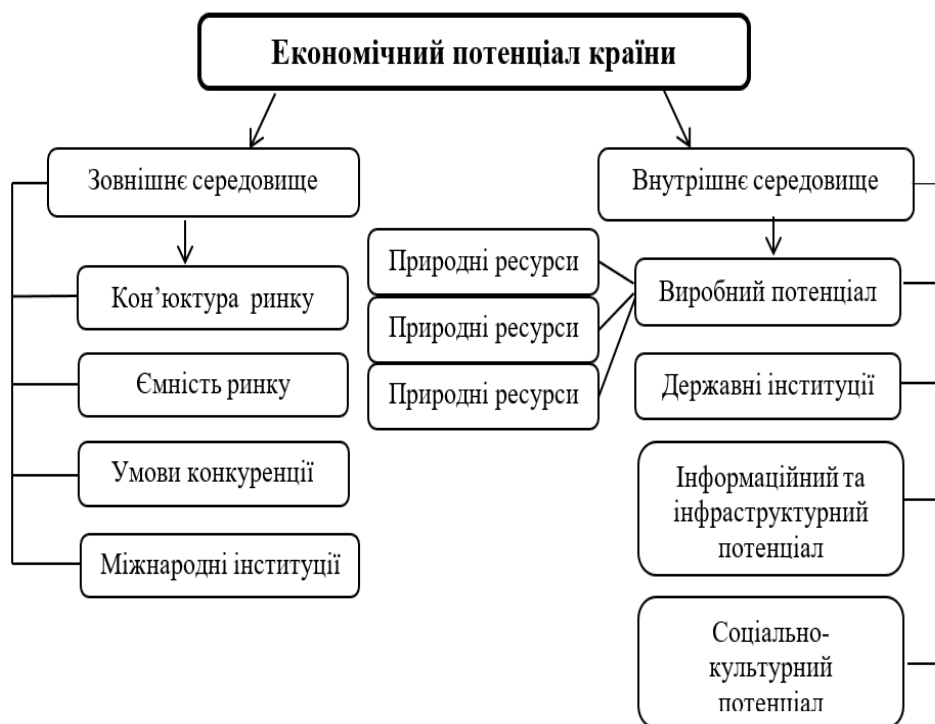 Економічний потенціал країни
Зовнішнє середовище
Кон’юктура ринку
Ємність ринку
Умови конкуренції
Міжнародні інституції
Внутрішнє середовище
Природні ресурси
Природні ресурси
Природні ресурси
Виробний потенціал
Державні інституції
Інформаційний та
інфраструктурний
потенціал
Соціально-
культурний
потенціал